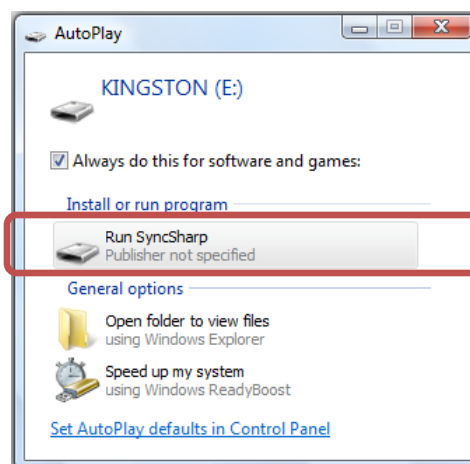 AutoPlay
KINGSTON (E:)
Always do this for software and games:
Install or run program
Run SyncSharp
Publisher not specified
General options
Open folder to view files
using Windows Explorer
Speed up my system
using Windows ReadyBoost
Set AutoPlay defaults in Control Panel